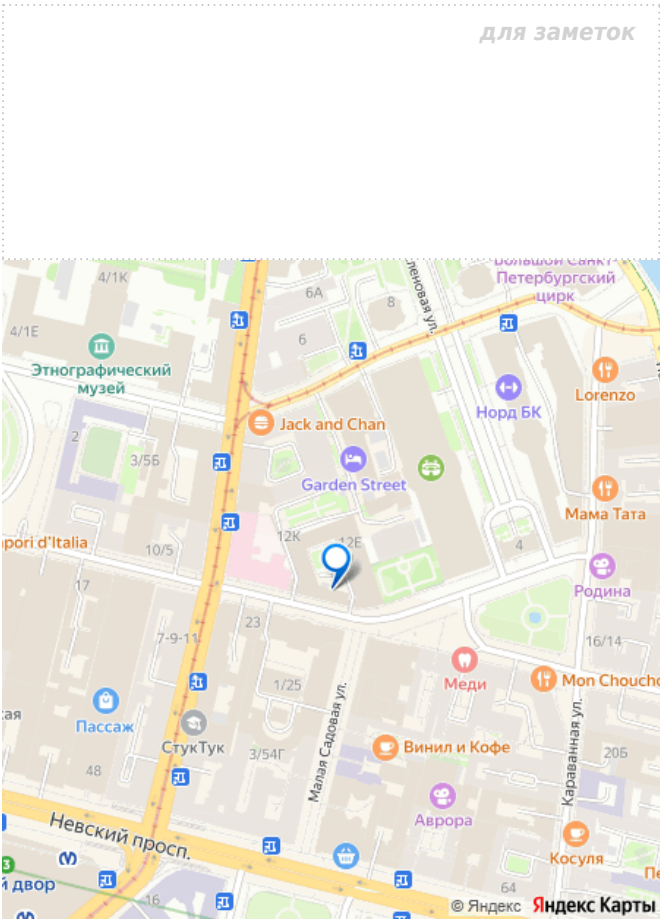 для заметок
Большой Санкт-
Петербургский
цирк
4/1К
6А
8
4/1Е
6
Этнографический
музей
Lorenzo
Норд БК
Jack and Chan
2
3/5Б
Garden Street
Мама Тата
12К
12Е
10/5
4
17
Родина
23
7-9-11
16/14
Меди
Mon Chouch
1/25
Малая Садовая ул.
Караванная ул.
Пассаж
СтукТук
Винил и Кофе
3/54Г
20Б
48
Аврора
Невский просп.
Косуля
3
двор
16
64
© Яндекс Яндекс Карты